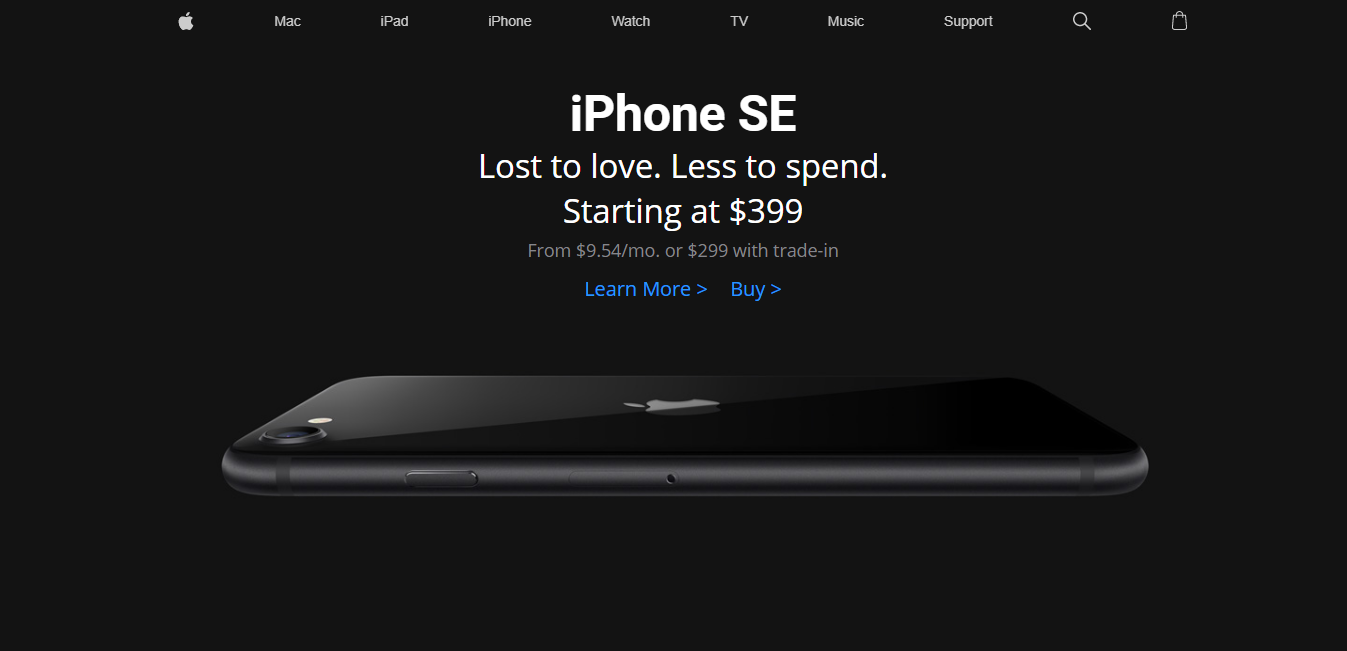 Mac iPad iPhone Watch TV Music Support
iPhone SE
Lost to love. Less to spend.
Starting at $399
From $9.54/mo. or $299 with trade-in
Learn More > Buy >